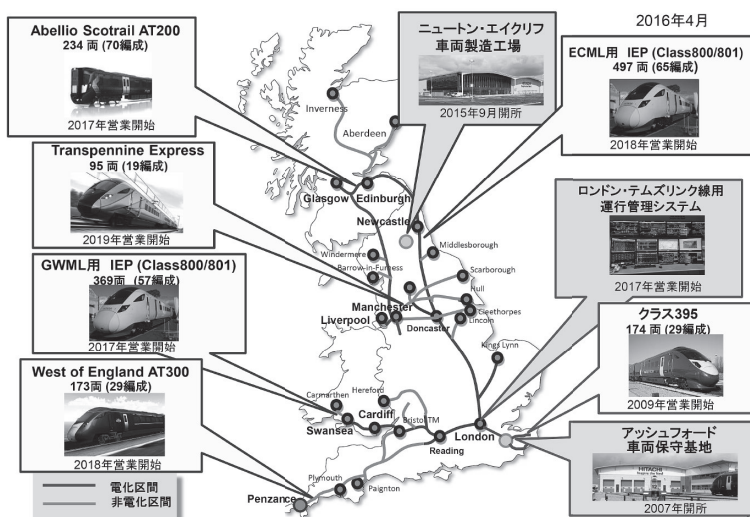 2016年4月
Abellio Scotrail AT200
234 両 (70編成)
2017年営業開始
ニュートン・エイクリフ
車両製造工場
2015年9月開所
ECML用 IEP (Class800/801)
497 両 (65編成)
2018年営業開始
Transpennine Express
95 両 (19編成)
2019年営業開始
ロンドン・テムズリンク線用
運行管理システム
2017年営業開始
GWML用 IEP (Class800/801)
369両 (57編成)
2017年営業開始
クラス395
174 両 (29編成)
2009年営業開始
West of England AT300
173両 (29編成)
2018年営業開始
アッシュフォード
車両保守基地
HITACHI
2007年開所
Inverness
Aberdeen
Glasgow
Edinburgh
Newcastle
Middlesborough
Windermere
Barrow-in-Furness
Scarborough
Hull
Manchester
Cleethorpes
Liverpool
Doncaster
Lincoln
Kings Lynn
Carmarthen
Hereford
Cardiff
Bristol TM
Swansea
London
Reading
Plymouth
Paignton
Penzance
電化区間
非電化区間